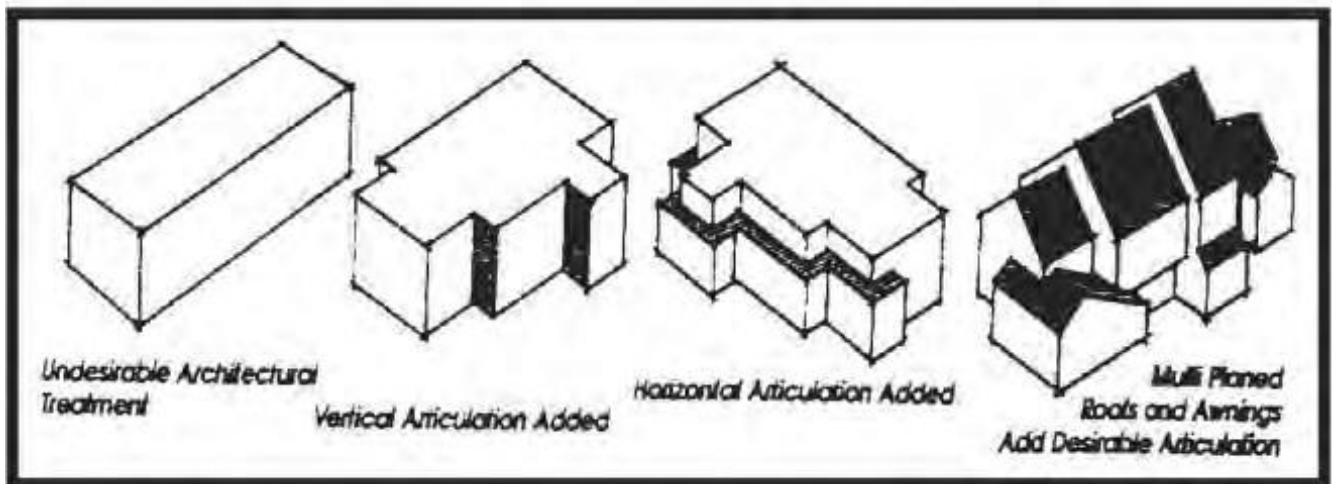 Undesirable Architectural
Treatment
Vertical Articulation Added
Horizontal Articulation Added
Multi Planed
Roofs and Awnings
Add Desirable Articulation